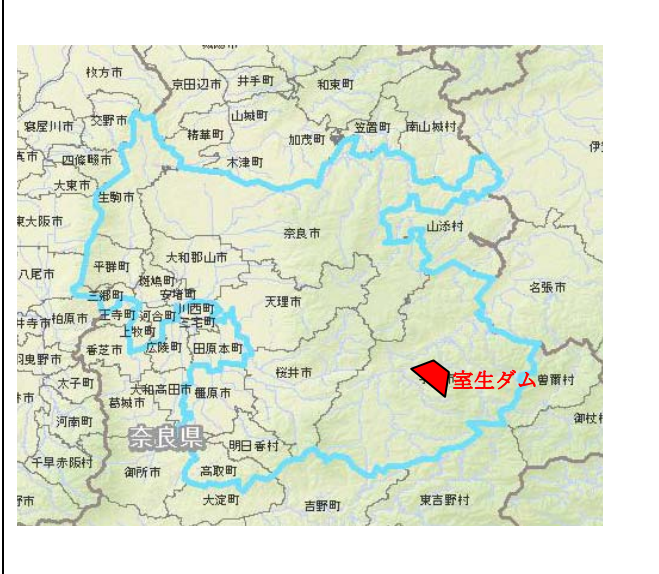 枚方市
京田辺市
井手町
和束町
交野市
山城町
笠置町
南山城村
寝屋川市
精華町
加茂町
四條畷市
木津町
大東市
生駒市
東大阪市
奈良市
山添村
大和郡山市
八尾市
平群町
斑鳩町
名張市
安堵町
三郷町
天理市
川西町
三宅町
王寺町
河合町
柏原市
井寺市
上牧町
広陵町
田原本町
香芝市
羽曳野市
室生ダム
曽爾村
太子町
桜井市
大和高田市
橿原市
葛城市
河南町
奈良県
明日香村
千早赤阪村
御所市
高取町
大淀町
吉野町
東吉野村